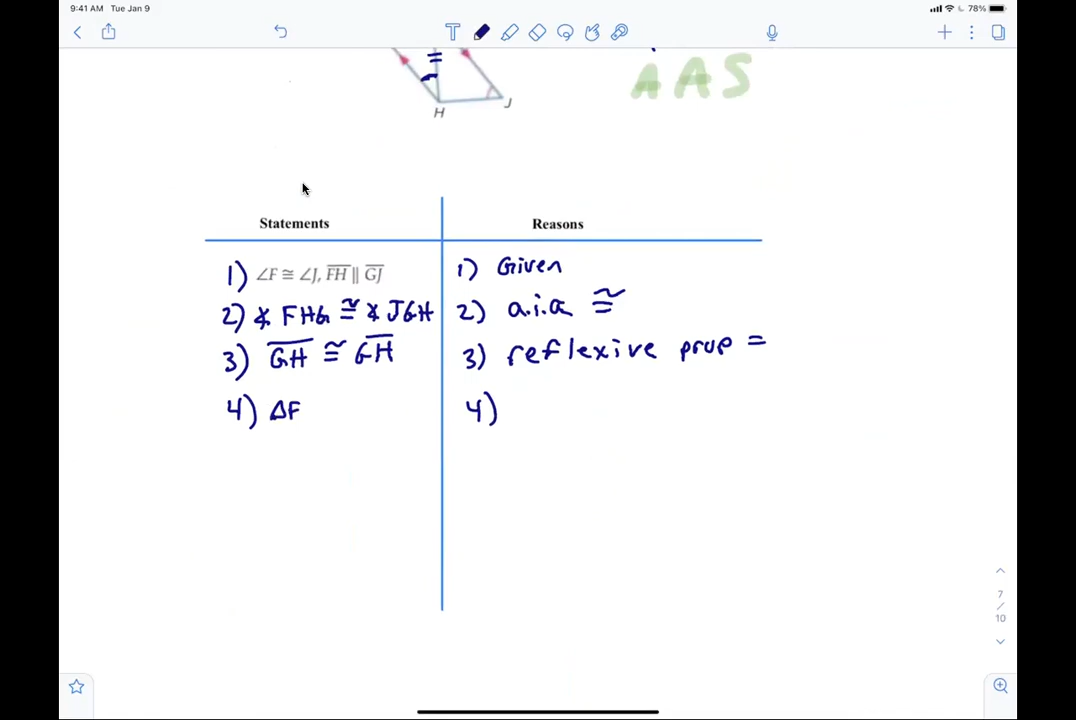 9:41 AM Tue Jan 9
78%
T
AAS
H
J
Statements
Reasons
1) ∠F ≅ ∠J, FH || GJ
1) Given
2) ∡ FHG ≅ ∡ JGH
2) a.i.a ≅
3) GH ≅ GH
3) reflexive prop =
4) △F
4)
7
/
10